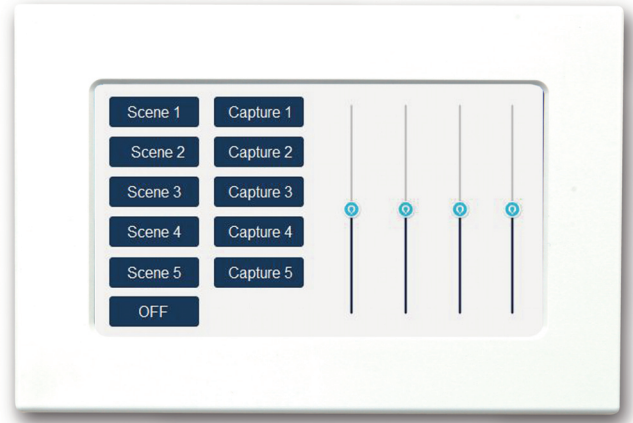 Scene 1
Capture 1
Scene 2
Capture 2
Scene 3
Capture 3
Scene 4
Capture 4
Scene 5
Capture 5
OFF